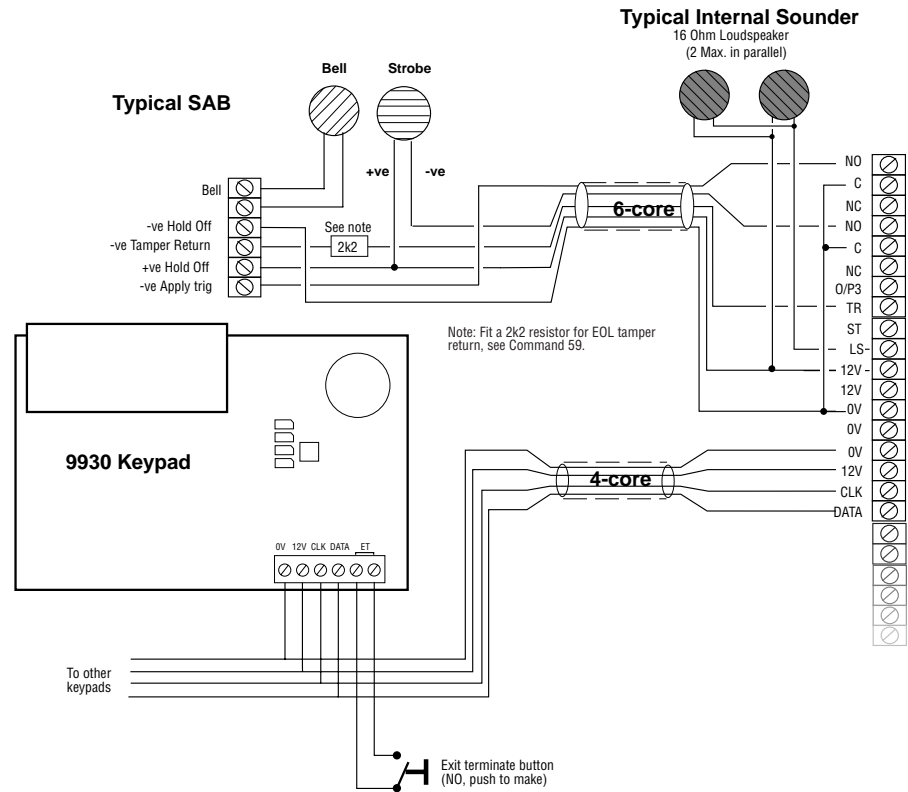 Typical Internal Sounder
16 Ohm Loudspeaker
(2 Max. in parallel)
Bell
Strobe
Typical SAB
+ve
-ve
Bell
-ve Hold Off
-ve Tamper Return
+ve Hold Off
-ve Apply trig
See note
2k2
6-core
NO
C
NC
NO
C
NC
O/P3
TR
ST
LS-
12V
12V
0V
0V
0V
12V
CLK
DATA
Note: Fit a 2k2 resistor for EOL tamper
return, see Command 59.
9930 Keypad
4-core
0V 12V CLK DATA ET
To other
keypads
Exit terminate button
(NO, push to make)